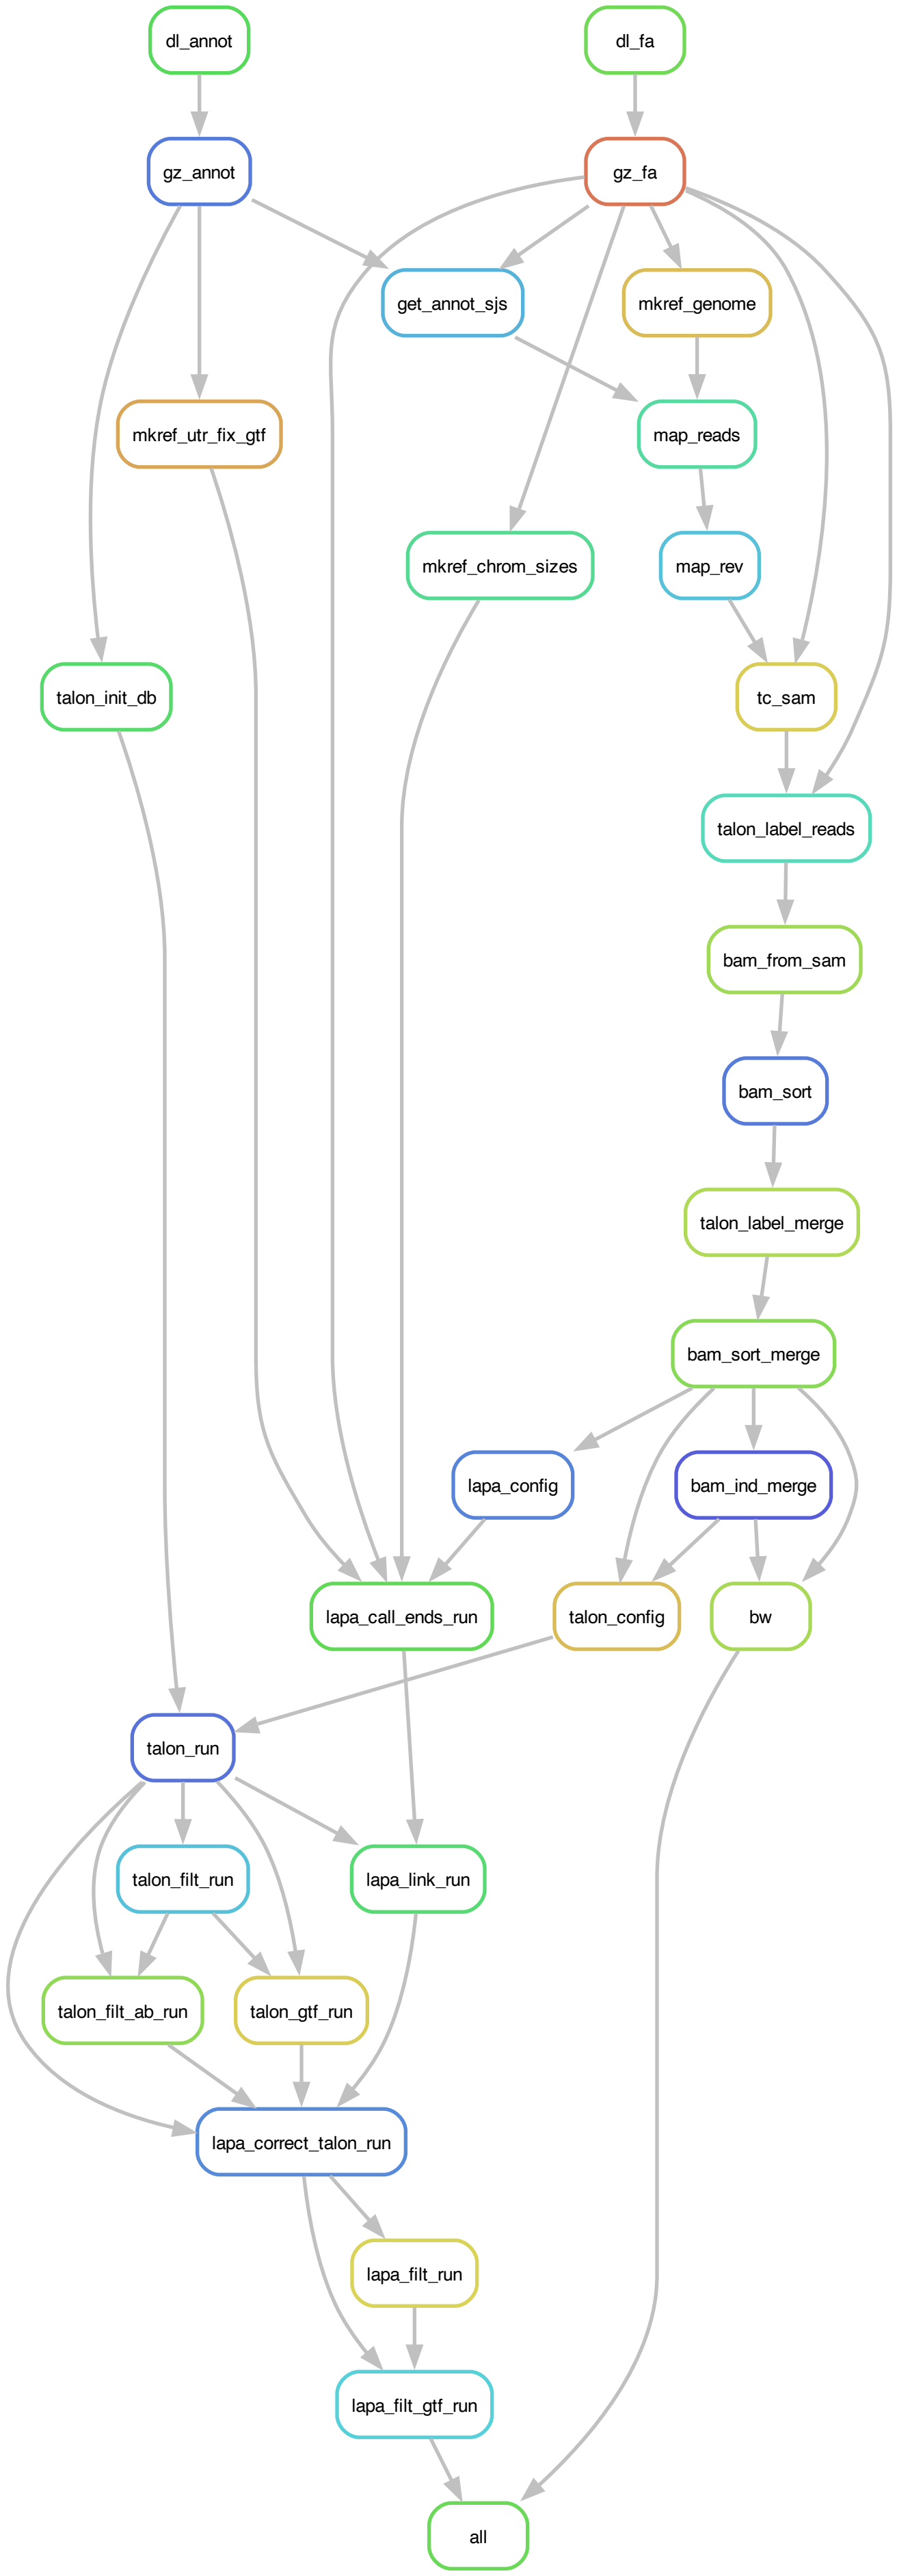 dl_annot
dl_fa
gz_annot
gz_fa
get_annot_sjs
mkref_genome
mkref_utr_fix_gtf
map_reads
mkref_chrom_sizes
map_rev
talon_init_db
tc_sam
talon_label_reads
bam_from_sam
bam_sort
talon_label_merge
bam_sort_merge
lapa_config
bam_ind_merge
lapa_call_ends_run
talon_config
bw
talon_run
talon_filt_run
lapa_link_run
talon_filt_ab_run
talon_gtf_run
lapa_correct_talon_run
lapa_filt_run
lapa_filt_gtf_run
all